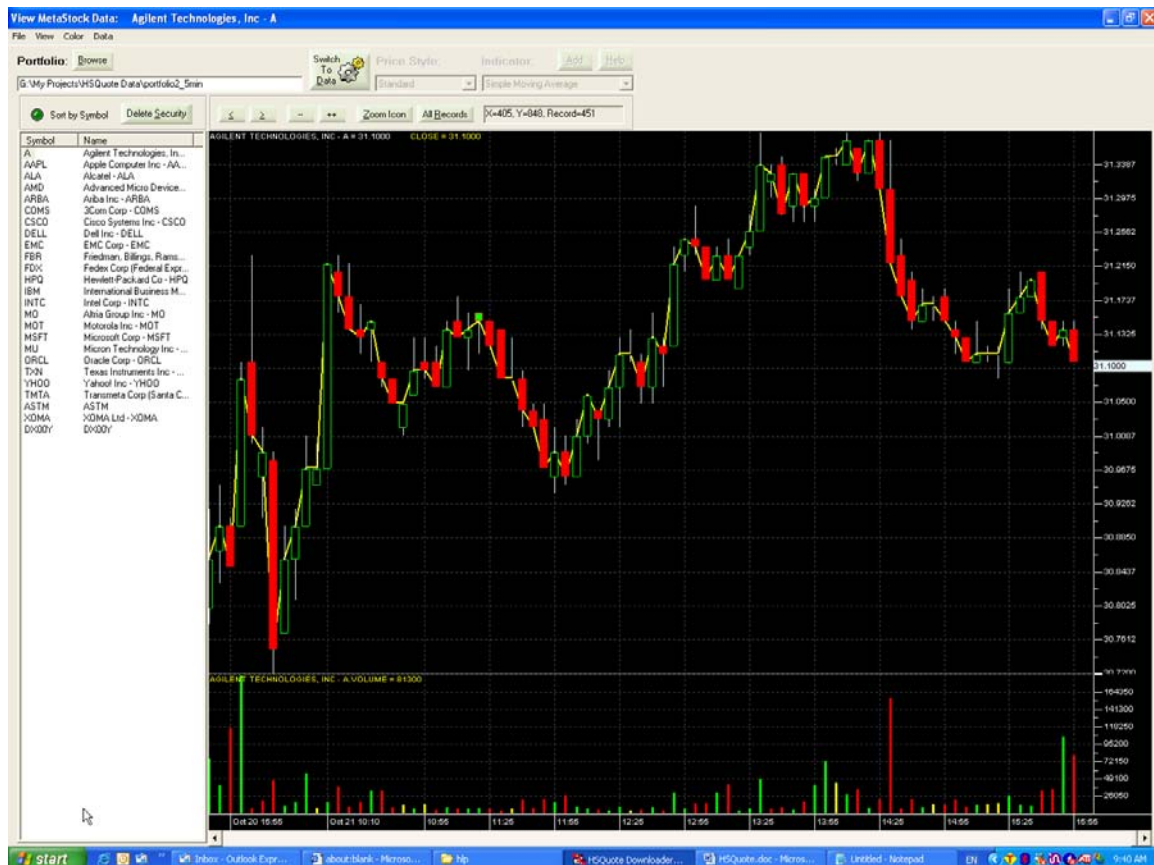 View MetaStock Data: Agilent Technologies, Inc - A
File View Color Data
Portfolio: Browse
Switch To Data
Price Style:
Indicator:
Add
Help
G:\My Projects\HSQuote Data\portfolio2_5min
Standard
Simple Moving Average
Sort by Symbol
Delete Security
<
>
-
↔
Zoom Icon
All Records
X=405, Y=848, Record=451
Symbol Name
A Agilent Technologies, In...
AAPL Apple Computer Inc - AA...
ALA Alcatel - ALA
AMD Advanced Micro Device...
ARBA Ariba Inc - ARBA
COMS 3Com Corp - COMS
CSCO Cisco Systems Inc - CSCO
DELL Dell Inc - DELL
EMC EMC Corp - EMC
FBR Friedman, Billings, Rams...
FDX Fedex Corp (Federal Expr...
HPQ Hewlett-Packard Co - HPQ
IBM International Business M...
INTC Intel Corp - INTC
MO Altria Group Inc - MO
MOT Motorola Inc - MOT
MSFT Microsoft Corp - MSFT
MU Micron Technology Inc - ...
ORCL Oracle Corp - ORCL
TXN Texas Instruments Inc - ...
YHOO Yahoo! Inc - YHOO
TMTA Transmeta Corp (Santa C...
ASTM ASTM
XOMA XOMA Ltd - XOMA
DX00Y DX00Y
AGILENT TECHNOLOGIES, INC - A = 31.1000 CLOSE = 31.1000
31.3387
31.2975
31.2562
31.2150
31.1737
31.1325
31.1000
31.0500
31.0087
30.9675
30.9262
30.8850
30.8437
30.8025
30.7612
30.7200
AGILENT TECHNOLOGIES, INC - A.VOLUME = 81300
164350
141300
118250
95200
72150
49100
26050
Oct 20 15:55 Oct 21 10:10 10:55 11:25 11:55 12:25 12:55 13:25 13:55 14:25 14:55 15:25 15:55
start
Inbox - Outlook Expr...
about:blank - Microso...
hlp
HSQuote Downloader...
HSQuote.doc - Micros...
Untitled - Notepad
EN
9:40 AM